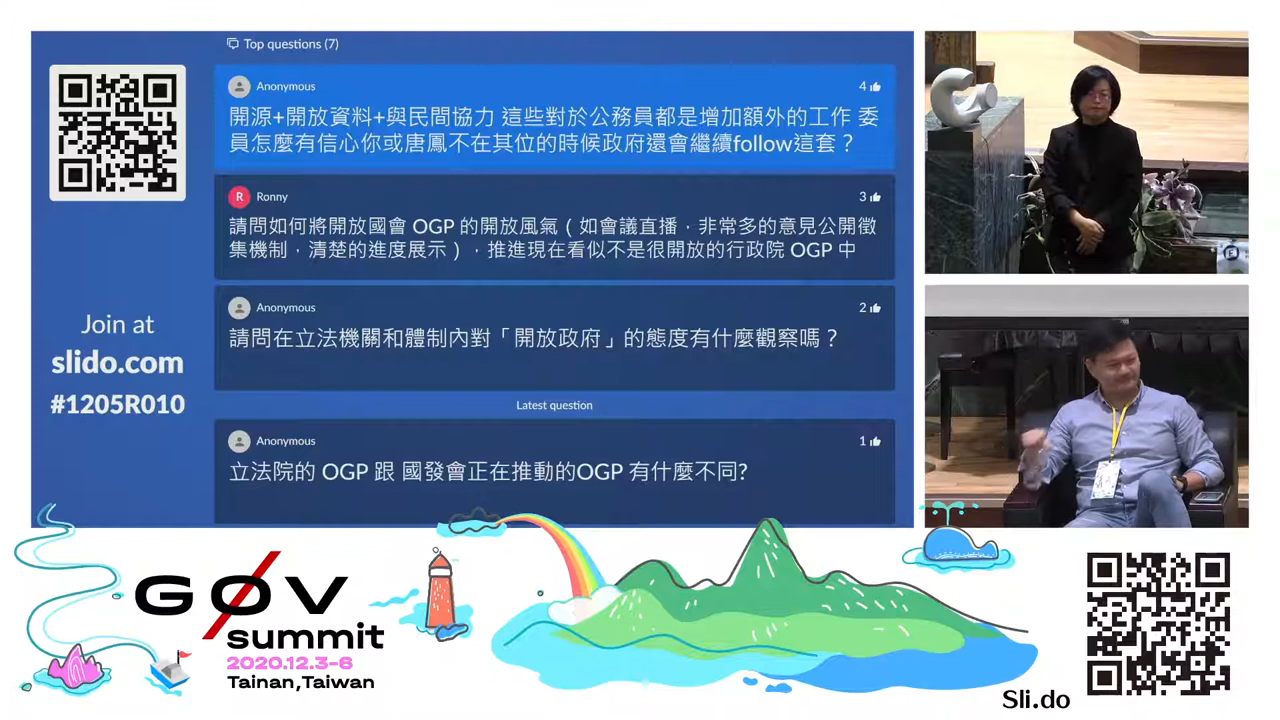 Top questions (7)
Anonymous
4
開源+開放資料+與民間協力 這些對於公務員都是增加額外的工作 委
員怎麼有信心你或唐鳳不在其位的時候政府還會繼續follow這套？
R
Ronny
3
請問如何將開放國會 OGP 的開放風氣（如會議直播，非常多的意見公開徵
集機制，清楚的進度展示），推進現在看似不是很開放的行政院 OGP 中
Anonymous
2
請問在立法機關和體制內對「開放政府」的態度有什麼觀察嗎？
Latest question
Anonymous
1
立法院的 OGP 跟 國發會正在推動的OGP 有什麼不同?
Join at
slido.com
#1205R010
GØV
summit
2020.12.3-6
Tainan,Taiwan
Sli.do